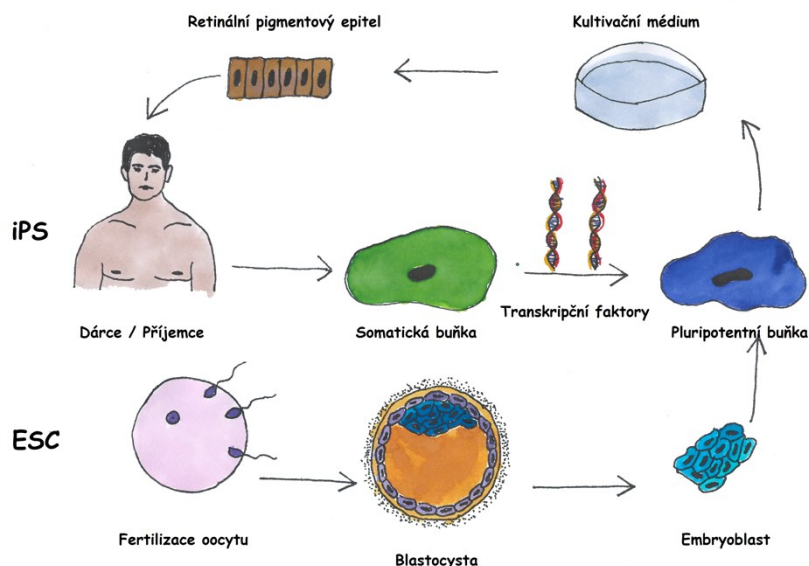 Retinální pigmentový epitel
Kultivační médium
iPS
Dárce / Příjemce
Somatická buňka
Transkripční faktory
Pluripotentní buňka
ESC
Fertilizace oocytu
Blastocysta
Embryoblast